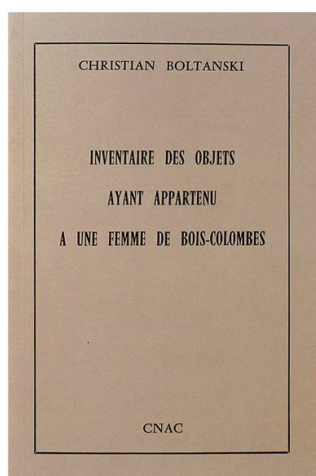 CHRISTIAN BOLTANSKI
INVENTAIRE DES OBJETS
AYANT APPARTENU
A UNE FEMME DE BOIS-COLOMBES
CNAC